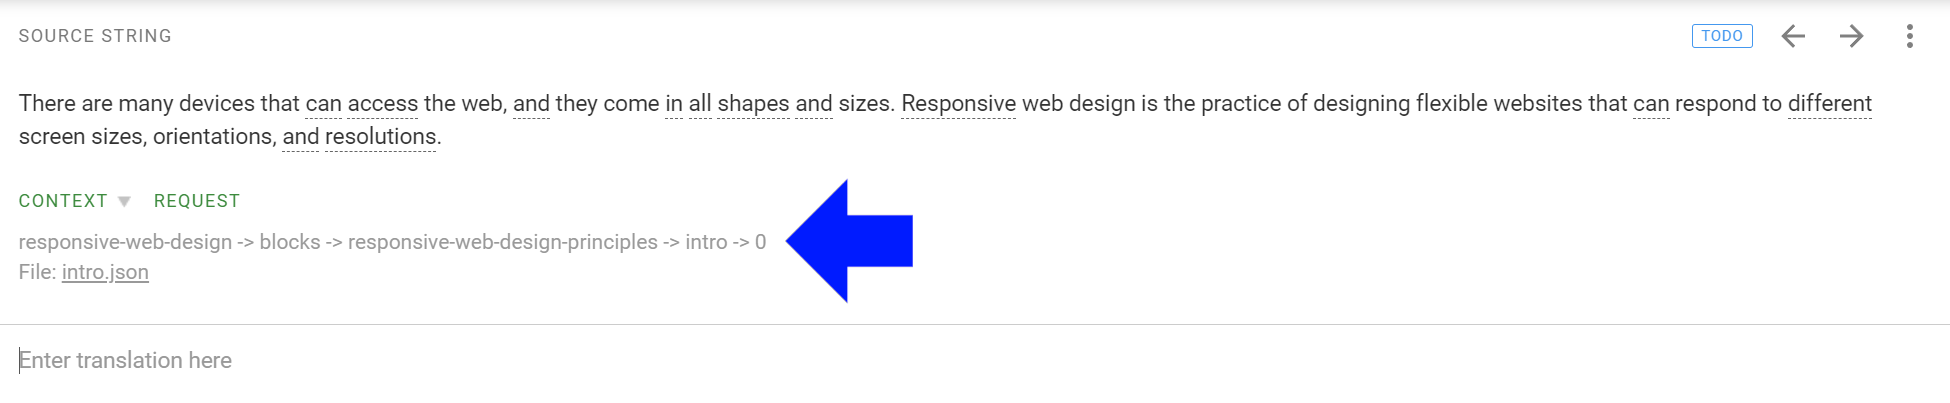 SOURCE STRING
TODO
There are many devices that can access the web, and they come in all shapes and sizes. Responsive web design is the practice of designing flexible websites that can respond to different
screen sizes, orientations, and resolutions.
CONTEXT REQUEST
responsive-web-design -> blocks -> responsive-web-design-principles -> intro -> 0
File: intro.json
Enter translation here